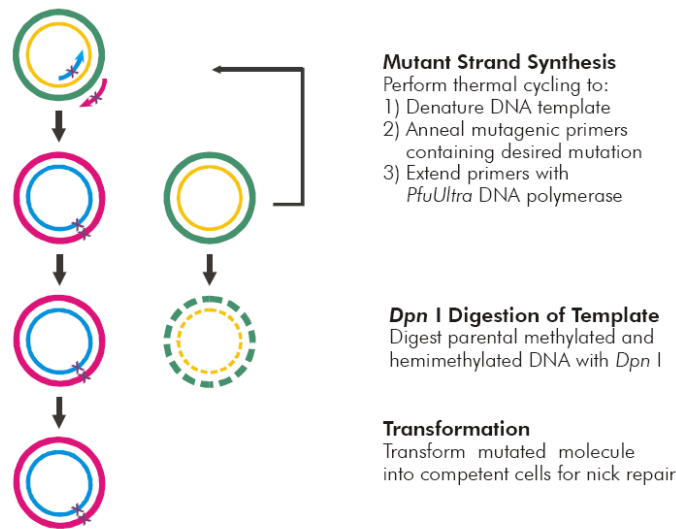 Mutant Strand Synthesis
Perform thermal cycling to:
1) Denature DNA template
2) Anneal mutagenic primers
containing desired mutation
3) Extend primers with
PfuUltra DNA polymerase
Dpn I Digestion of Template
Digest parental methylated and
hemimethylated DNA with Dpn I
Transformation
Transform mutated molecule
into competent cells for nick repair